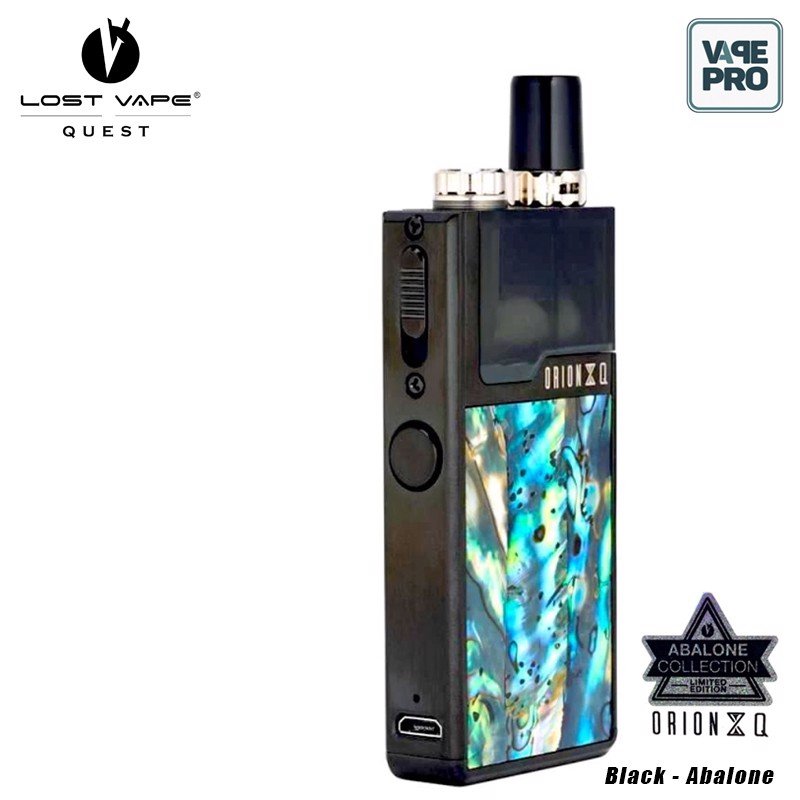 LOST VAPE®
QUEST
VAPE
PRO
ORION Q
ABALONE
COLLECTION
LIMITED
EDITION
ORION Q
Black - Abalone